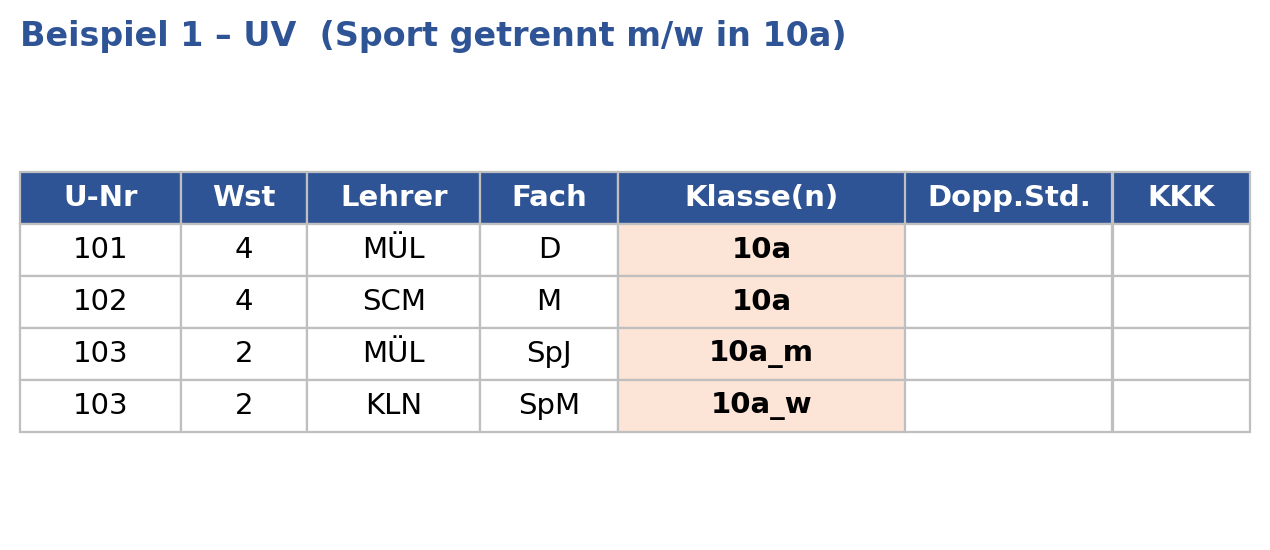 Beispiel 1 – UV  (Sport getrennt m/w in 10a)
U-Nr Wst Lehrer Fach Klasse(n) Dopp.Std. KKK
101 4 MÜL D 10a
102 4 SCM M 10a
103 2 MÜL SpJ 10a_m
103 2 KLN SpM 10a_w